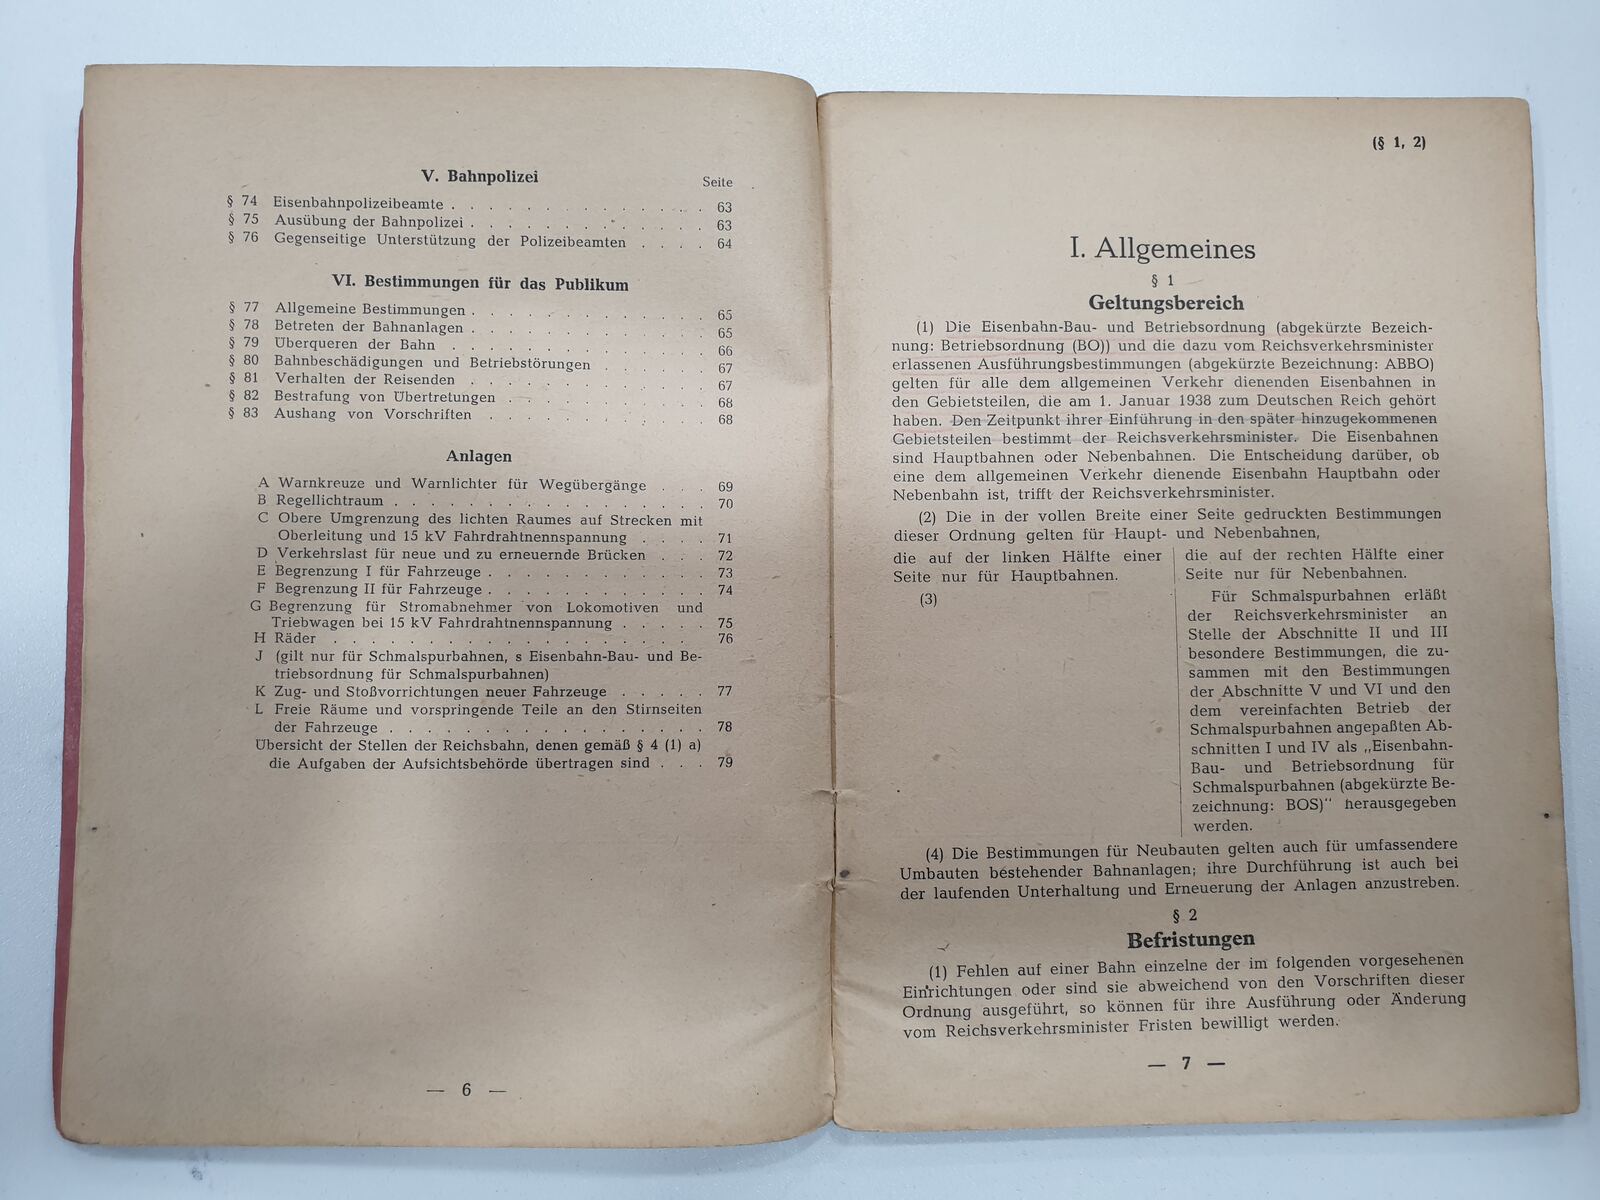 V. Bahnpolizei
Seite
§ 74 Eisenbahnpolizeibeamte . . . . . . . . . . . . . . 63
§ 75 Ausübung der Bahnpolizei . . . . . . . . . . . . . 63
§ 76 Gegenseitige Unterstützung der Polizeibeamten . . . . 64
VI. Bestimmungen für das Publikum
§ 77 Allgemeine Bestimmungen . . . . . . . . . . . . . 65
§ 78 Betreten der Bahnanlagen . . . . . . . . . . . . . 65
§ 79 Überqueren der Bahn . . . . . . . . . . . . . . 66
§ 80 Bahnbeschädigungen und Betriebstörungen . . . . . . 67
§ 81 Verhalten der Reisenden . . . . . . . . . . . . . 67
§ 82 Bestrafung von Übertretungen . . . . . . . . . . . 68
§ 83 Aushang von Vorschriften . . . . . . . . . . . . 68
Anlagen
A Warnkreuze und Warnlichter für Wegübergänge . . . 69
B Regellichtraum . . . . . . . . . . . . . . . . . 70
C Obere Umgrenzung des lichten Raumes auf Strecken mit
Oberleitung und 15 kV Fahrdrahtnennspannung . . . . 71
D Verkehrslast für neue und zu erneuernde Brücken . . . 72
E Begrenzung I für Fahrzeuge . . . . . . . . . . . . 73
F Begrenzung II für Fahrzeuge . . . . . . . . . . . . 74
G Begrenzung für Stromabnehmer von Lokomotiven und
Triebwagen bei 15 kV Fahrdrahtnennspannung . . . . . 75
H Räder . . . . . . . . . . . . . . . . . . . 76
J (gilt nur für Schmalspurbahnen, s Eisenbahn-Bau- und Be-
triebsordnung für Schmalspurbahnen)
K Zug- und Stoßvorrichtungen neuer Fahrzeuge . . . . . 77
L Freie Räume und vorspringende Teile an den Stirnseiten
der Fahrzeuge . . . . . . . . . . . . . . . . . 78
Übersicht der Stellen der Reichsbahn, denen gemäß § 4 (1) a)
die Aufgaben der Aufsichtsbehörde übertragen sind . . . 79
— 6 —
(§ 1, 2)
I. Allgemeines
§ 1
Geltungsbereich
(1) Die Eisenbahn-Bau- und Betriebsordnung (abgekürzte Bezeich-
nung: Betriebsordnung (BO)) und die dazu vom Reichsverkehrsminister
erlassenen Ausführungsbestimmungen (abgekürzte Bezeichnung: ABBO)
gelten für alle dem allgemeinen Verkehr dienenden Eisenbahnen in
den Gebietsteilen, die am 1. Januar 1938 zum Deutschen Reich gehört
haben. Den Zeitpunkt ihrer Einführung in den später hinzugekommenen
Gebietsteilen bestimmt der Reichsverkehrsminister. Die Eisenbahnen
sind Hauptbahnen oder Nebenbahnen. Die Entscheidung darüber, ob
eine dem allgemeinen Verkehr dienende Eisenbahn Hauptbahn oder
Nebenbahn ist, trifft der Reichsverkehrsminister.
(2) Die in der vollen Breite einer Seite gedruckten Bestimmungen
dieser Ordnung gelten für Haupt- und Nebenbahnen,
die auf der linken Hälfte einer
Seite nur für Hauptbahnen.
(3)
die auf der rechten Hälfte einer
Seite nur für Nebenbahnen.
Für Schmalspurbahnen erläßt
der Reichsverkehrsminister an
Stelle der Abschnitte II und III
besondere Bestimmungen, die zu-
sammen mit den Bestimmungen
der Abschnitte V und VI und den
dem vereinfachten Betrieb der
Schmalspurbahnen angepaßten Ab-
schnitten I und IV als „Eisenbahn-
Bau- und Betriebsordnung für
Schmalspurbahnen (abgekürzte Be-
zeichnung: BOS)" herausgegeben
werden.
(4) Die Bestimmungen für Neubauten gelten auch für umfassendere
Umbauten bestehender Bahnanlagen; ihre Durchführung ist auch bei
der laufenden Unterhaltung und Erneuerung der Anlagen anzustreben.
§ 2
Befristungen
(1) Fehlen auf einer Bahn einzelne der im folgenden vorgesehenen
Einrichtungen oder sind sie abweichend von den Vorschriften dieser
Ordnung ausgeführt, so können für ihre Ausführung oder Änderung
vom Reichsverkehrsminister Fristen bewilligt werden.
— 7 —